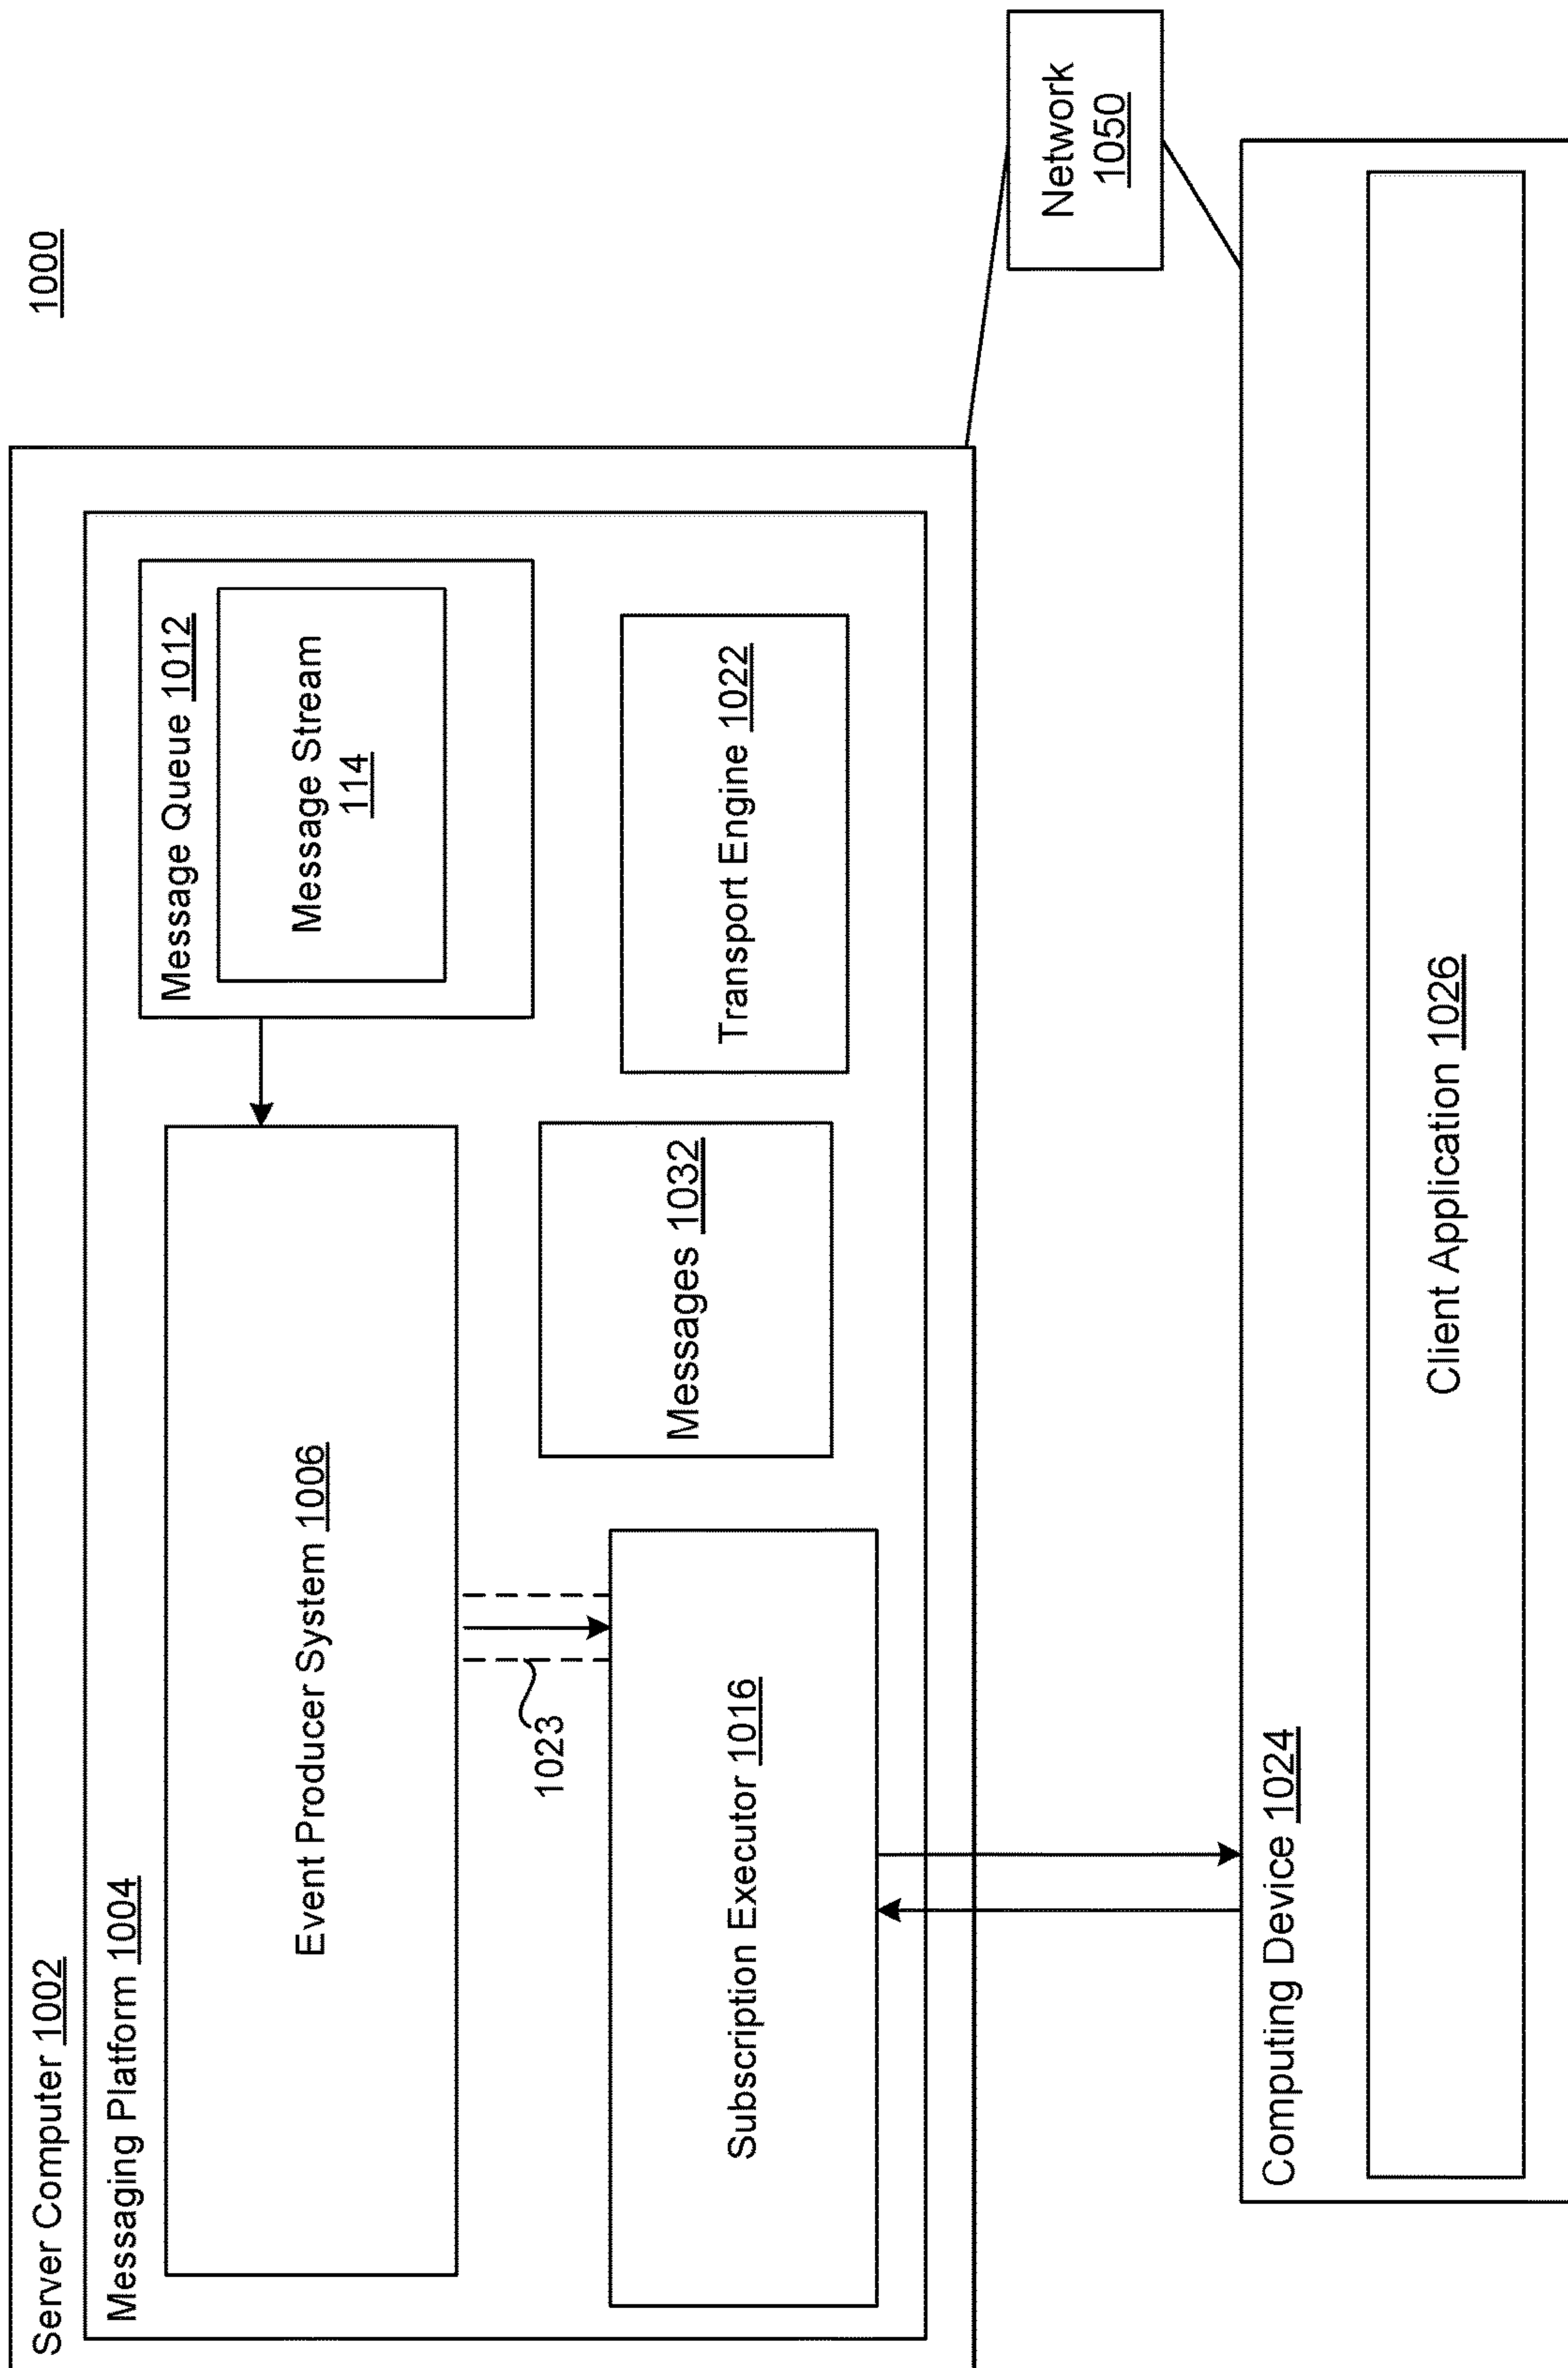 1000
Server Computer 1002
Messaging Platform 1004
Event Producer System 1006
Message Queue 1012
Message Stream
114
1023
Subscription Executor 1016
Messages 1032
Transport Engine 1022
Network
1050
Computing Device 1024
Client Application 1026